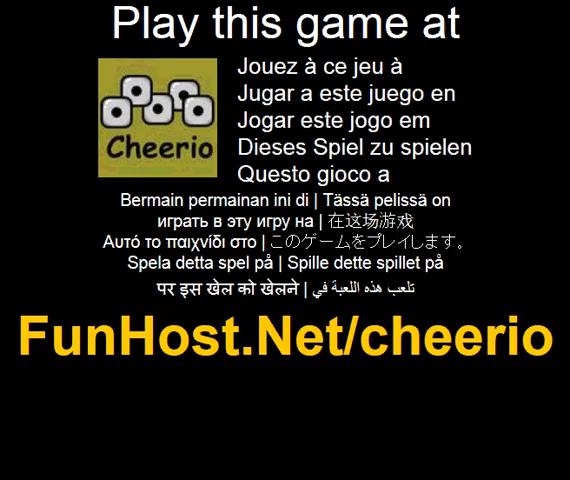 Play this game at
Cheerio
Jouez à ce jeu à
Jugar a este juego en
Jogar este jogo em
Dieses Spiel zu spielen
Questo gioco a
Bermain permainan ini di | Tässä pelissä on
играть в эту игру на | 在这场游戏
Αυτό το παιχνίδι στο | このゲームをプレイします。
Spela detta spel på | Spille dette spillet på
पर इस खेल को खेलने | تلعب هذه اللعبة في
FunHost.Net/cheerio